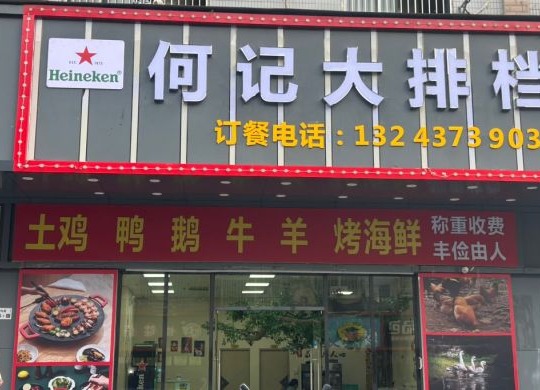 Heineken
何记大排档
订餐电话：132 4373 903
土鸡 鸭 鹅 牛 羊 烤海鲜
称重收费
丰俭由人